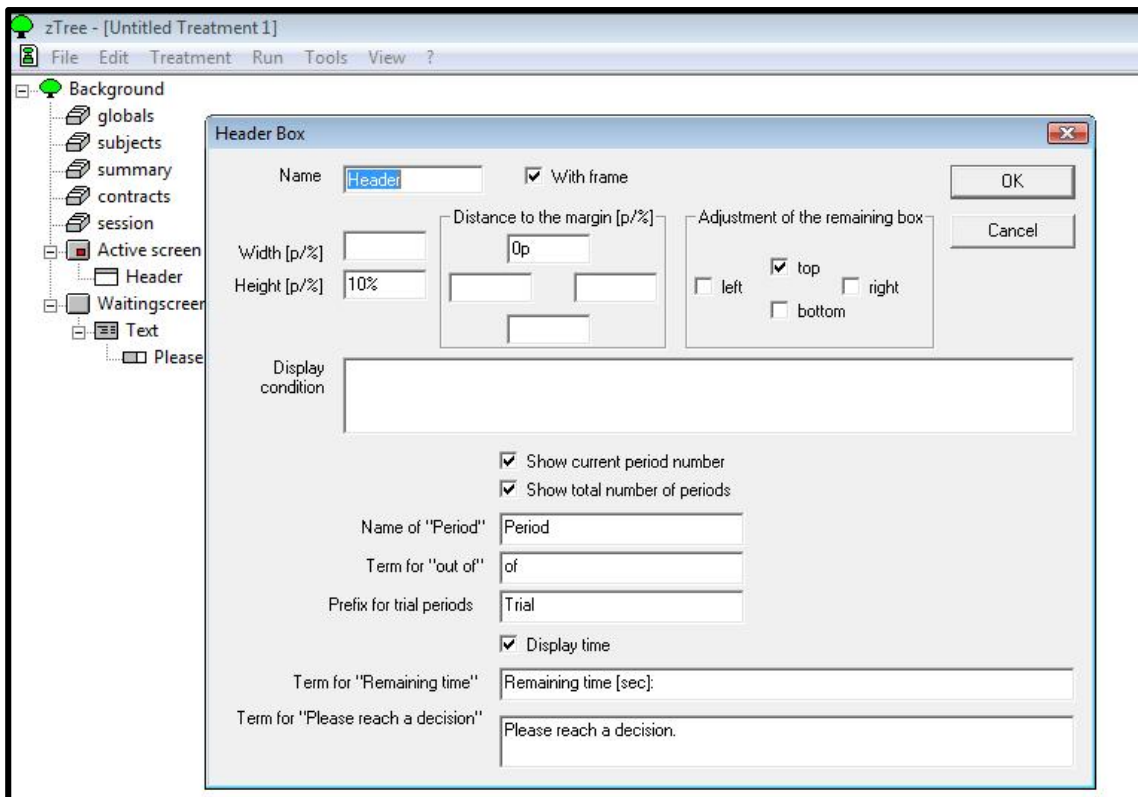 zTree - [Untitled Treatment 1]
File Edit Treatment Run Tools View ?
Background
globals
subjects
summary
contracts
session
Active screen
Header
Waitingscreen
Text
Please
Header Box
Name Header With frame OK
Distance to the margin [p/%] Adjustment of the remaining box
Cancel
Width [p/%] 0p
top
Height [p/%] 10% left right
bottom
Display
condition
Show current period number
Show total number of periods
Name of "Period" Period
Term for "out of" of
Prefix for trial periods Trial
Display time
Term for "Remaining time" Remaining time [sec]:
Term for "Please reach a decision" Please reach a decision.